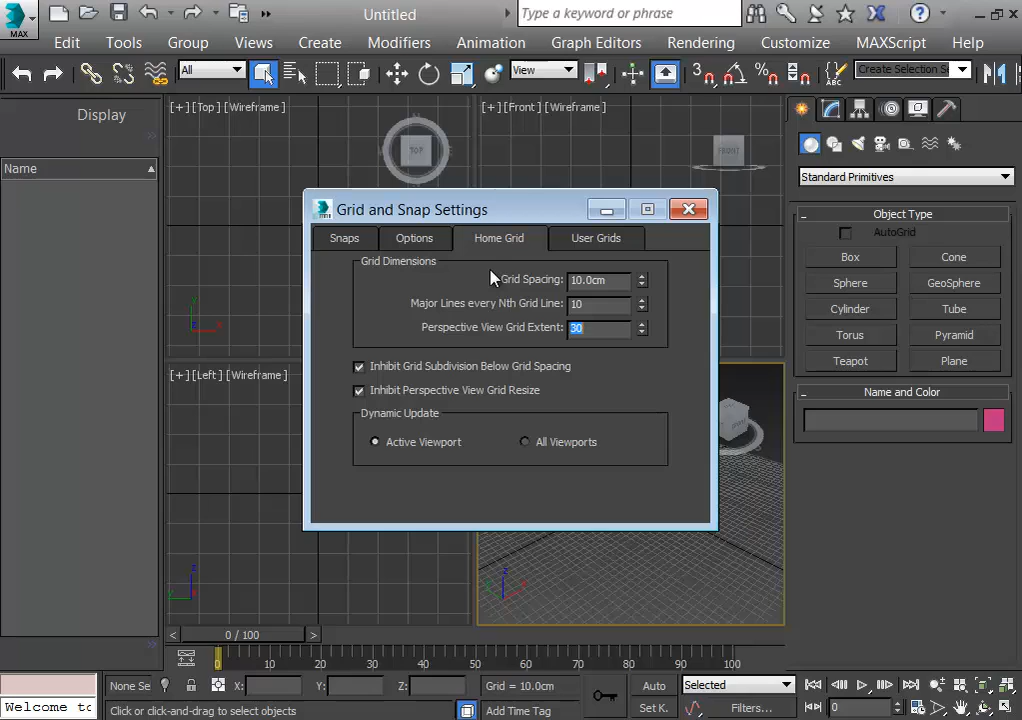 Untitled
Type a keyword or phrase
MAX
Edit Tools Group Views Create Modifiers Animation Graph Editors Rendering Customize MAXScript Help
All
View
3
%
ABC
Create Selection Se
Display
Name
[+] [Top] [Wireframe]
TOP
[+] [Front] [Wireframe]
FRONT
[+] [Left] [Wireframe]
Grid and Snap Settings
Snaps Options Home Grid User Grids
Grid Dimensions
Grid Spacing: 10.0cm
Major Lines every Nth Grid Line: 10
Perspective View Grid Extent: 30
Inhibit Grid Subdivision Below Grid Spacing
Inhibit Perspective View Grid Resize
Dynamic Update
Active Viewport All Viewports
Standard Primitives
Object Type
AutoGrid
Box Cone
Sphere GeoSphere
Cylinder Tube
Torus Pyramid
Teapot Plane
Name and Color
y
x
z
y
z
x
< 0 / 100 >
0 10 20 30 40 50 60 70 80 90 100
None Se X: Y: Z: Grid = 10.0cm Auto Selected
Welcome to Click or click-and-drag to select objects Add Time Tag Set K. Filters... 0